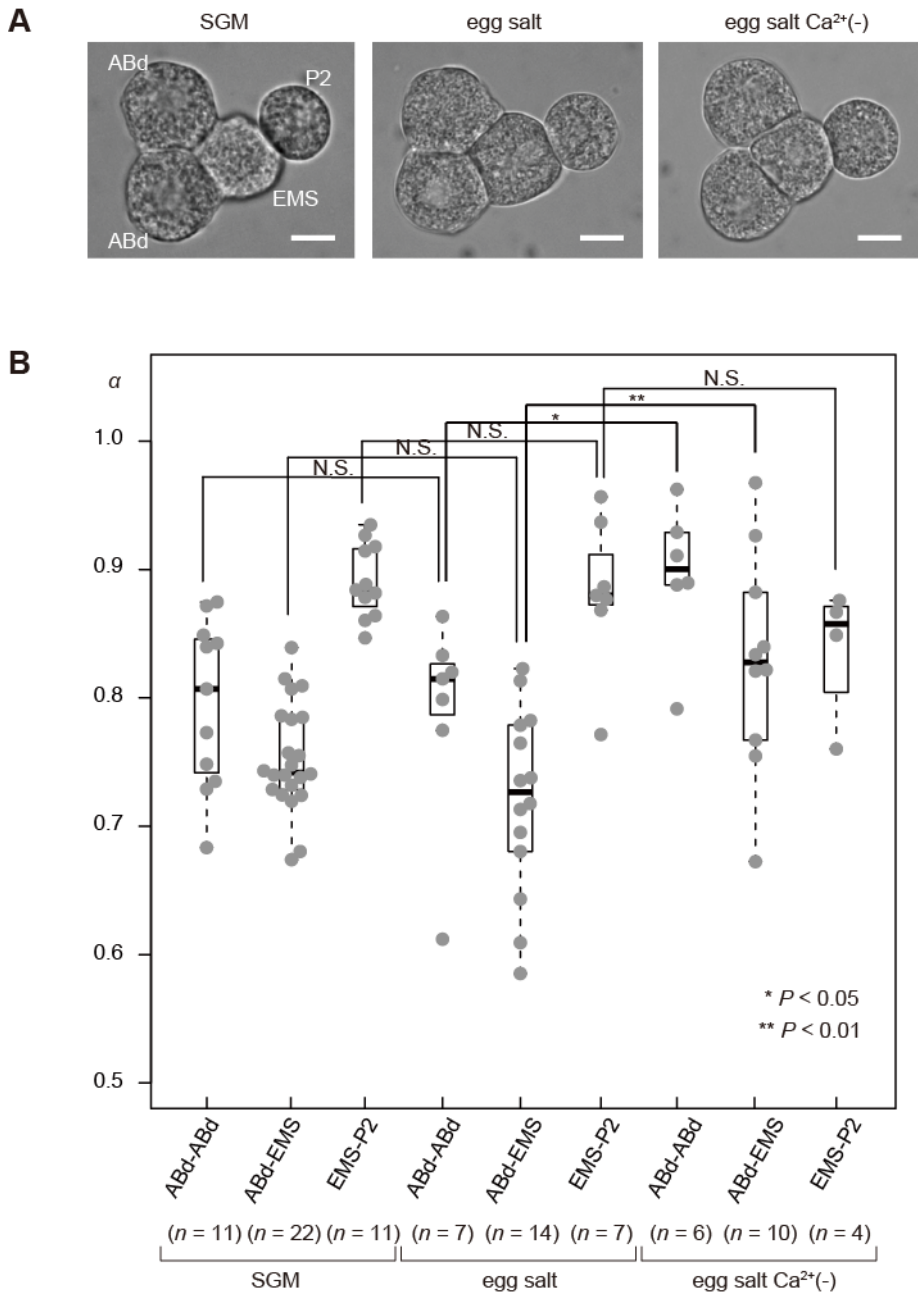 A
SGM
egg salt
egg salt Ca²⁺(-)
ABd
P2
EMS
ABd
B
α
N.S.
**
*
N.S.
N.S.
N.S.
1.0
0.9
0.8
0.7
0.6
0.5
* P < 0.05
** P < 0.01
ABd-ABd
ABd-EMS
EMS-P2
ABd-ABd
ABd-EMS
EMS-P2
ABd-ABd
ABd-EMS
EMS-P2
(n = 11) (n = 22) (n = 11) (n = 7) (n = 14) (n = 7) (n = 6) (n = 10) (n = 4)
SGM
egg salt
egg salt Ca²⁺(-)